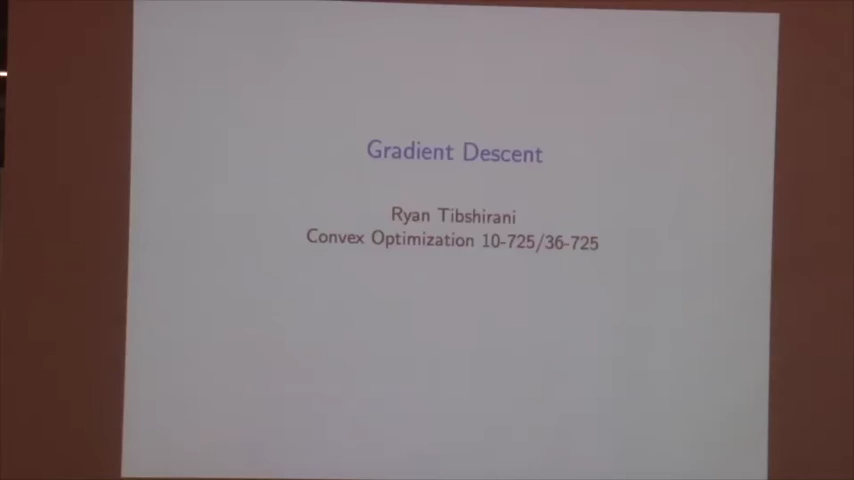 Gradient Descent
Ryan Tibshirani
Convex Optimization 10-725/36-725